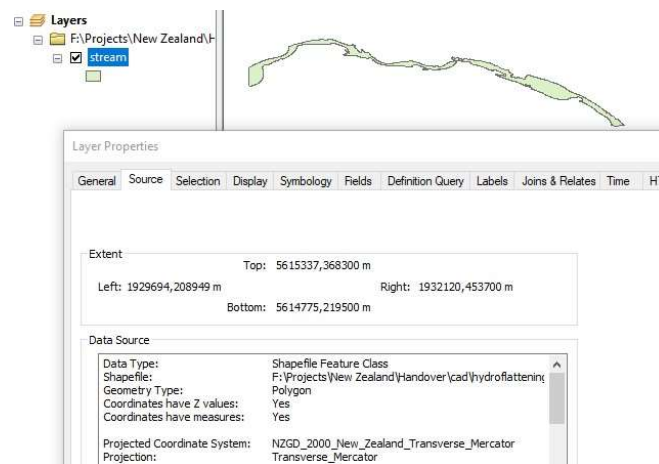 Layers
F:\Projects\New Zealand\H
stream
Layer Properties
General Source Selection Display Symbology Fields Definition Query Labels Joins & Relates Time H
Extent
Top: 5615337,368300 m
Left: 1929694,208949 m Right: 1932120,453700 m
Bottom: 5614775,219500 m
Data Source
Data Type: Shapefile Feature Class
Shapefile: F:\Projects\New Zealand\Handover\cad\hydroflattening
Geometry Type: Polygon
Coordinates have Z values: Yes
Coordinates have measures: Yes
Projected Coordinate System: NZGD_2000_New_Zealand_Transverse_Mercator
Projection: Transverse_Mercator